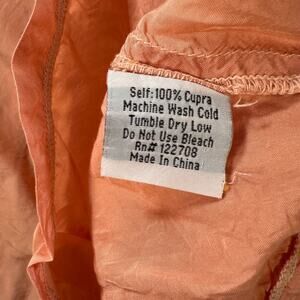 Self:100% Cupra
Machine Wash Cold
Tumble Dry Low
Do Not Use Bleach
Rn# 122708
Made In China